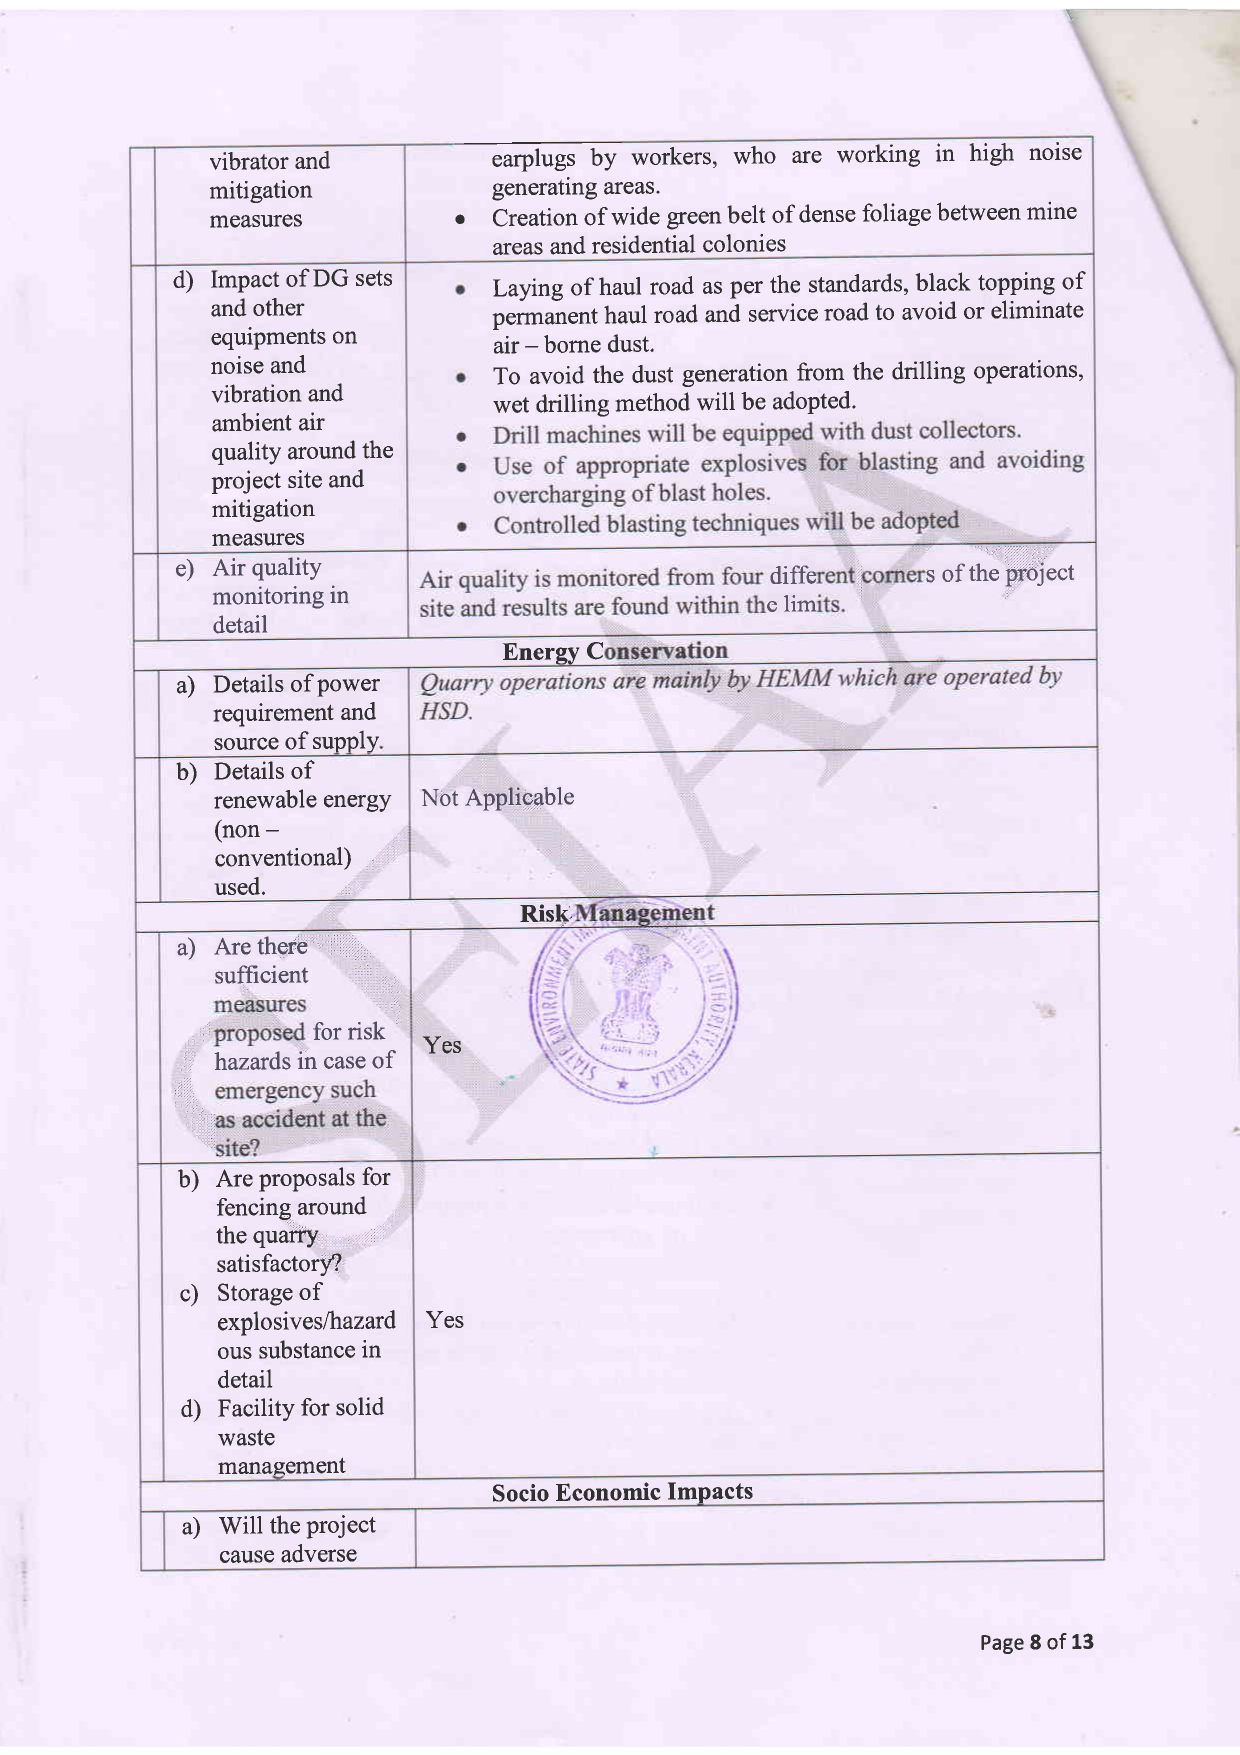 vibrator and
mitigation
measures
earplugs by workers, who are working in high noise
generating areas.
• Creation of wide green belt of dense foliage between mine
areas and residential colonies
d) Impact of DG sets
and other
equipments on
noise and
vibration and
ambient air
quality around the
project site and
mitigation
measures
• Laying of haul road as per the standards, black topping of
permanent haul road and service road to avoid or eliminate
air – borne dust.
• To avoid the dust generation from the drilling operations,
wet drilling method will be adopted.
• Drill machines will be equipped with dust collectors.
• Use of appropriate explosives for blasting and avoiding
overcharging of blast holes.
• Controlled blasting techniques will be adopted
e) Air quality
monitoring in
detail
Air quality is monitored from four different corners of the project
site and results are found within the limits.
Energy Conservation
a) Details of power
requirement and
source of supply.
Quarry operations are mainly by HEMM which are operated by
HSD.
b) Details of
renewable energy
(non –
conventional)
used.
Not Applicable
Risk Management
a) Are there
sufficient
measures
proposed for risk
hazards in case of
emergency such
as accident at the
site?
Yes
STATE ENVIRONMENT IMPACT ASSESSMENT AUTHORITY, KERALA
b) Are proposals for
fencing around
the quarry
satisfactory?
c) Storage of
explosives/hazard
ous substance in
detail
d) Facility for solid
waste
management
Yes
Socio Economic Impacts
a) Will the project
cause adverse
SEIAA
Page 8 of 13